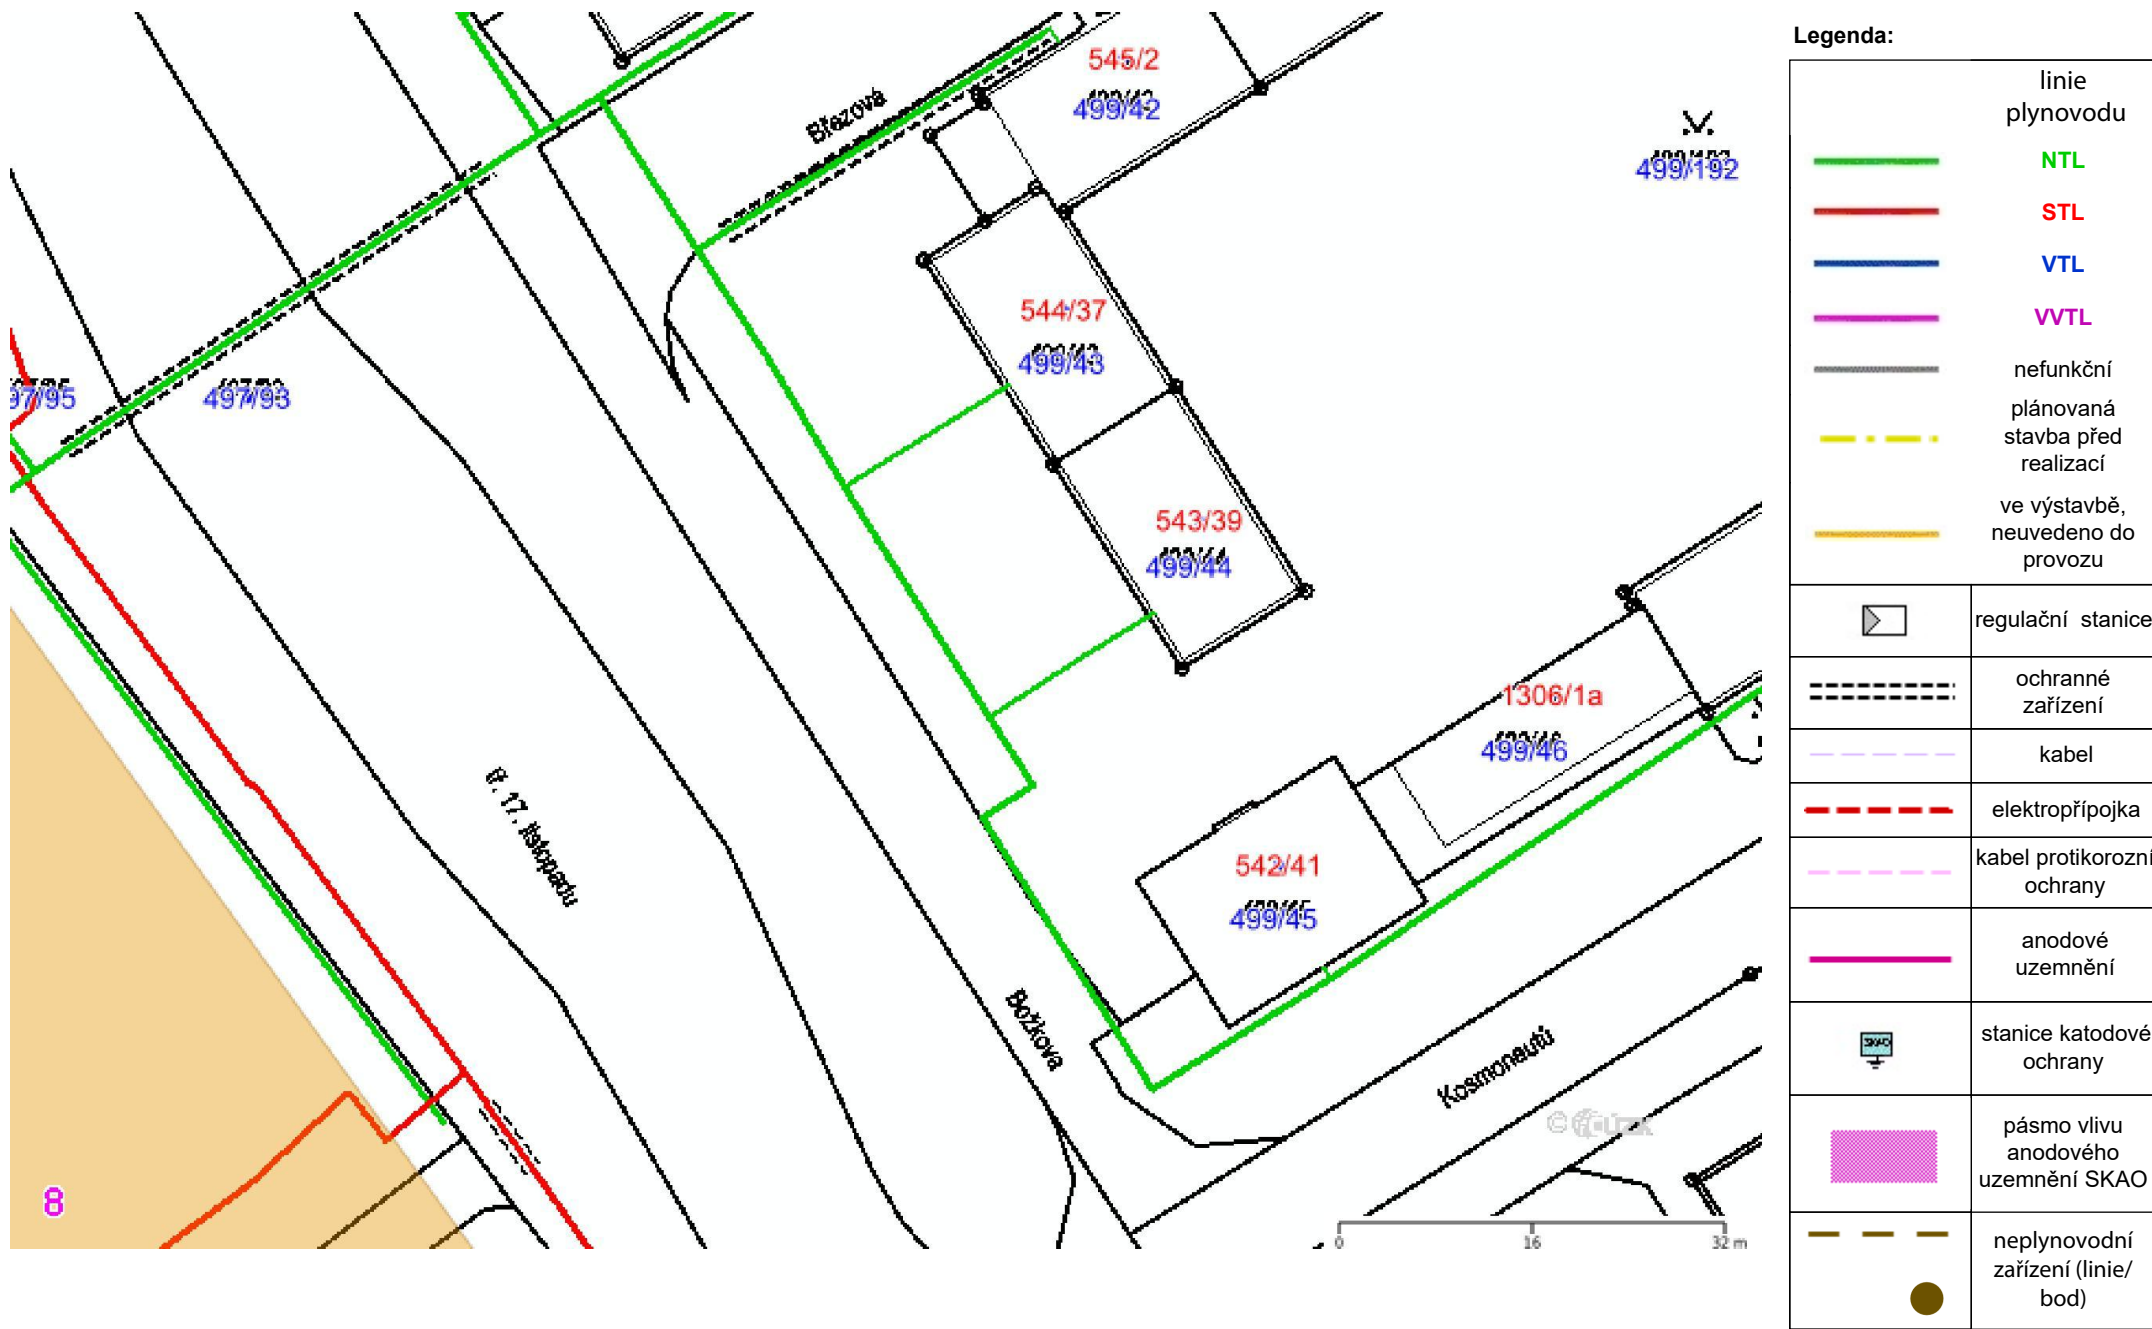 545/2
499/42
Březová
499/192
544/37
499/43
97/95
497/93
543/39
499/44
1306/1a
499/46
tř. 17. listopadu
542/41
499/45
Božkova
Kosmonautů
© ČÚZK
8
0 16 32 m
Legenda:
linie
plynovodu
NTL
STL
VTL
VVTL
nefunkční
plánovaná
stavba před
realizací
ve výstavbě,
neuvedeno do
provozu
regulační stanice
ochranné
zařízení
kabel
elektropřípojka
kabel protikorozní
ochrany
anodové
uzemnění
SKAO
stanice katodové
ochrany
pásmo vlivu
anodového
uzemnění SKAO
neplynovodní
zařízení (linie/
bod)